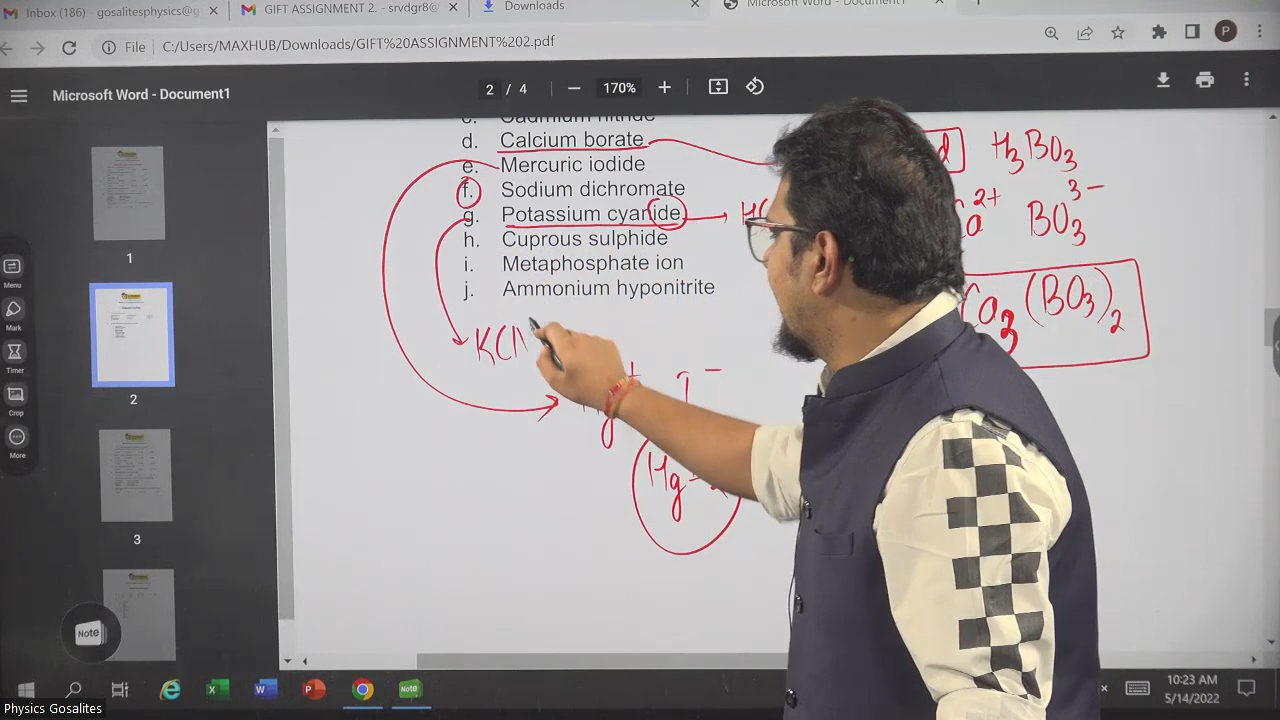 Inbox (186) - gosalitesphysics@g
GIFT ASSIGNMENT 2. - srvdgr8@
Downloads
Microsoft Word - Document1
File
C:/Users/MAXHUB/Downloads/GIFT%20ASSIGNMENT%202.pdf
P
Microsoft Word - Document1
2 / 4
170%
d. Calcium borate
H3BO3
e. Mercuric iodide
f. Sodium dichromate
BO3 3−
g. Potassium cyanide
h. Cuprous sulphide
i. Metaphosphate ion
j. Ammonium hyponitrite
(BO3)2
1
2
3
Menu
Mark
Timer
Crop
More
Note
10:23 AM
5/14/2022
Physics Gosalites